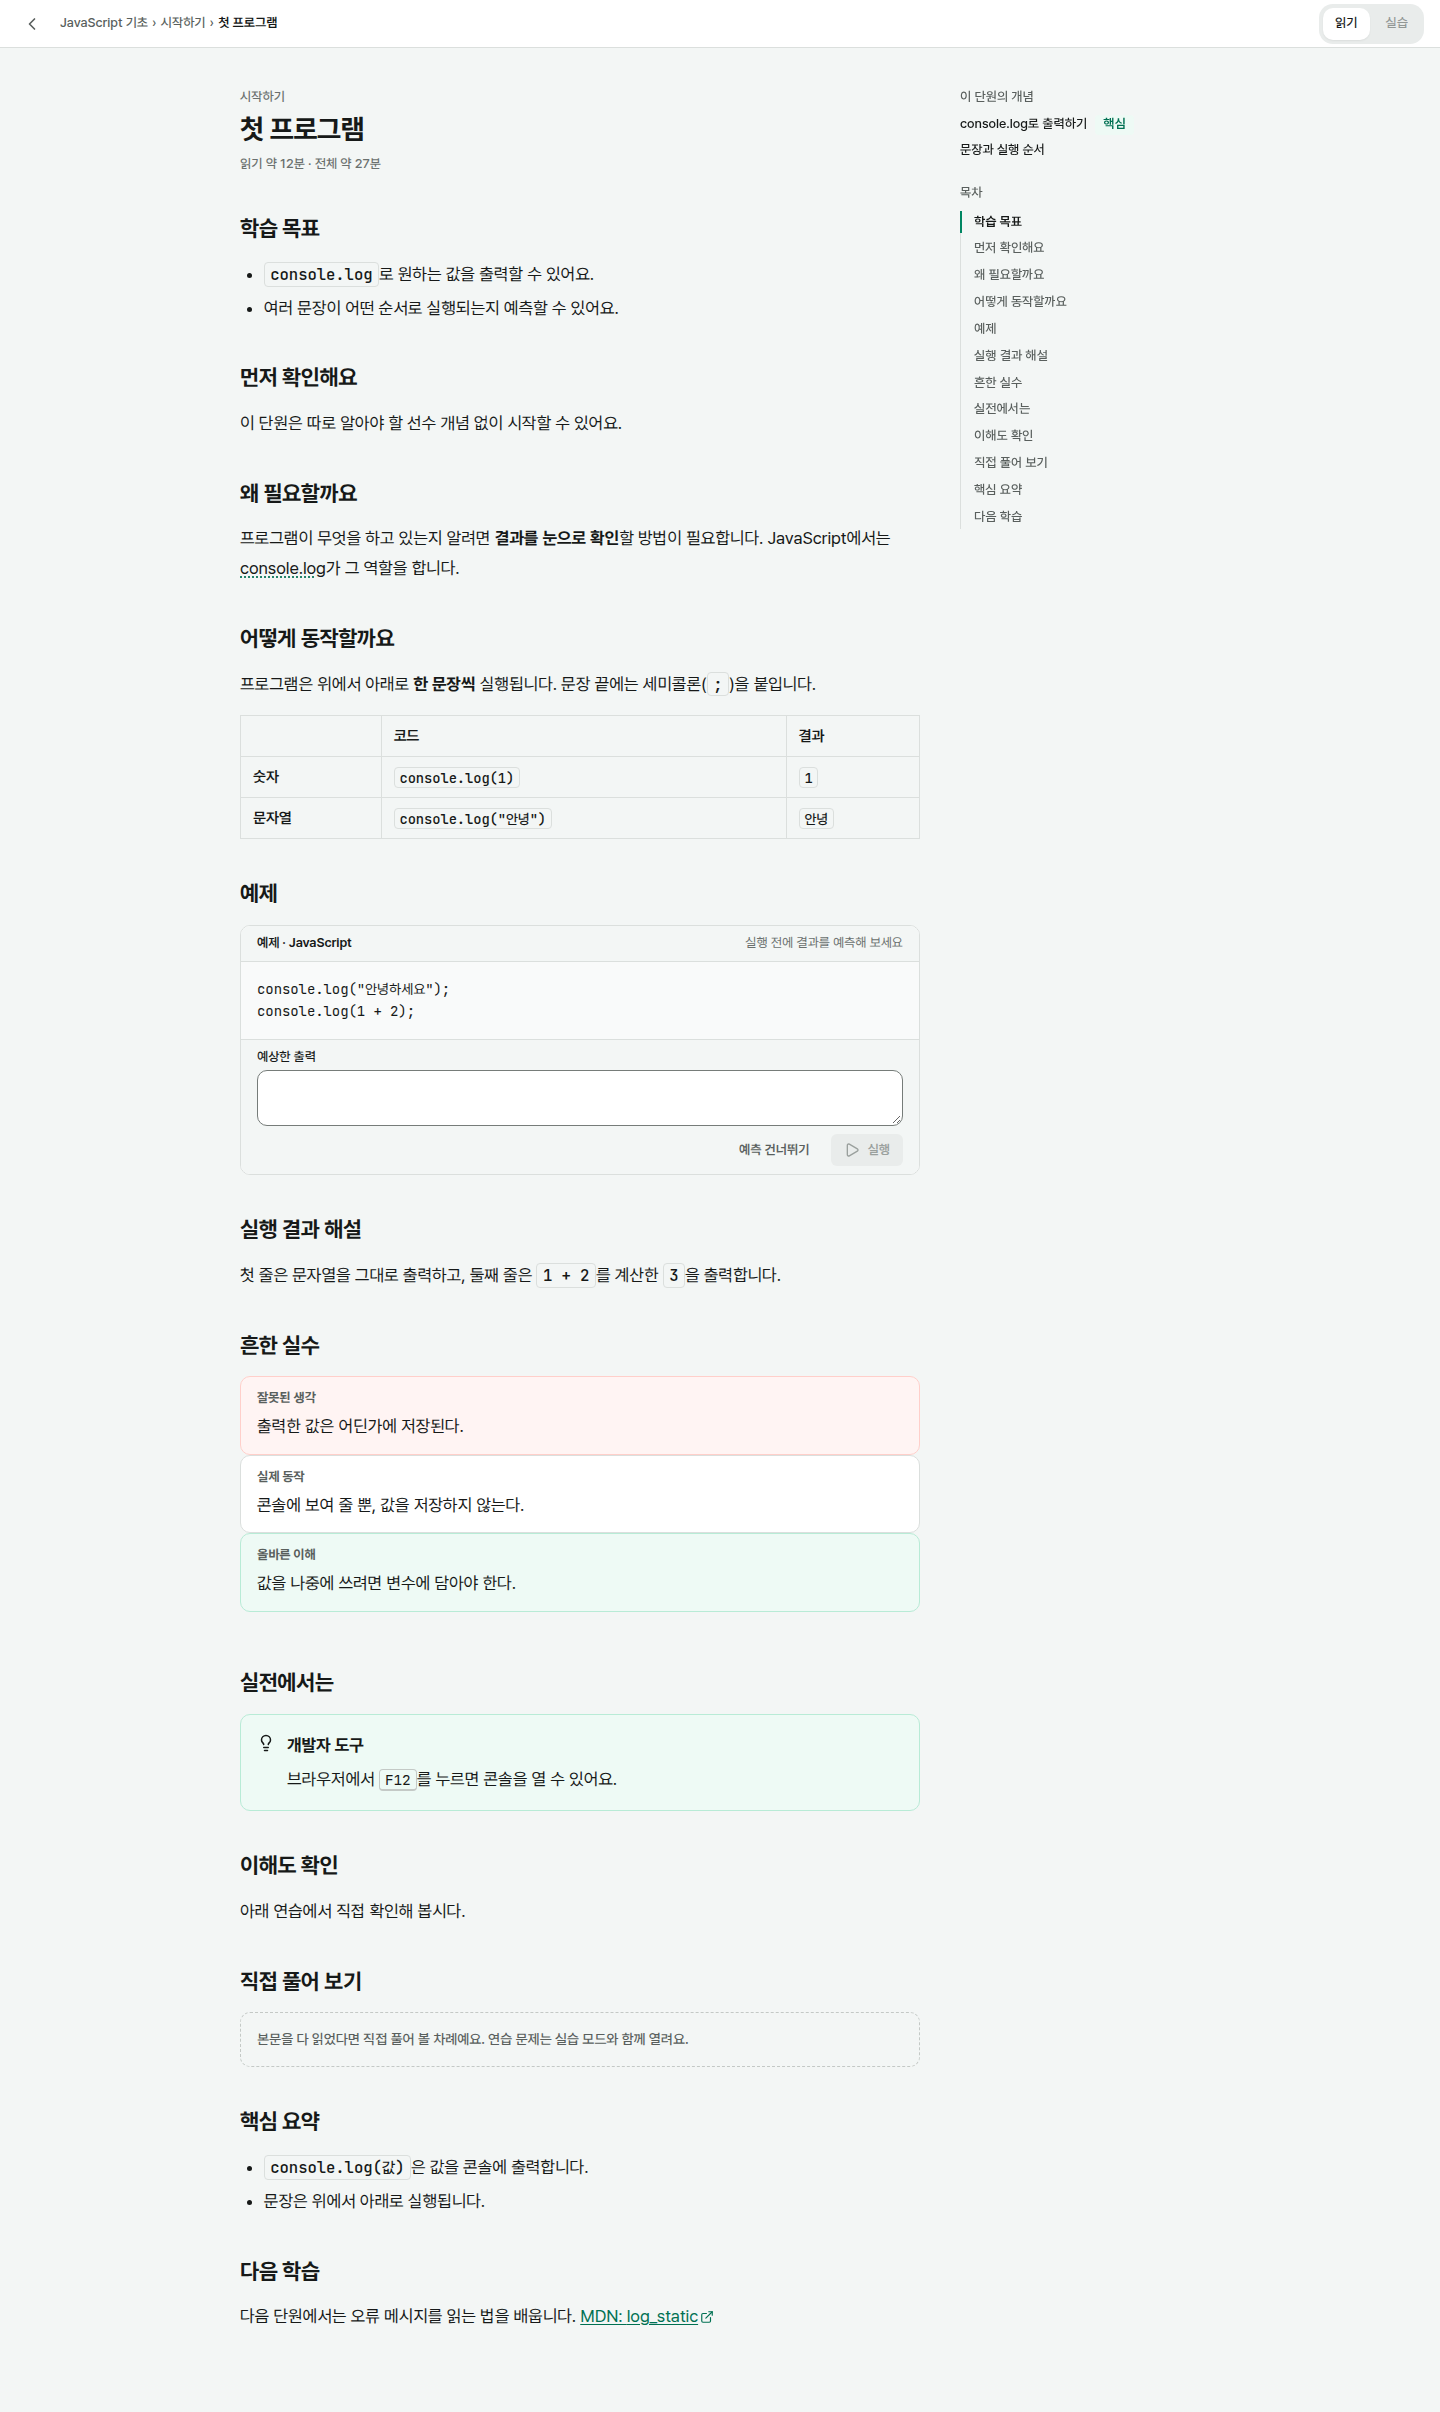 JavaScript 기초 › 시작하기 › 첫 프로그램
읽기 실습
시작하기
첫 프로그램
읽기 약 12분 · 전체 약 27분
학습 목표
console.log로 원하는 값을 출력할 수 있어요.
여러 문장이 어떤 순서로 실행되는지 예측할 수 있어요.
먼저 확인해요
이 단원은 따로 알아야 할 선수 개념 없이 시작할 수 있어요.
왜 필요할까요
프로그램이 무엇을 하고 있는지 알려면 결과를 눈으로 확인할 방법이 필요합니다. JavaScript에서는
console.log가 그 역할을 합니다.
어떻게 동작할까요
프로그램은 위에서 아래로 한 문장씩 실행됩니다. 문장 끝에는 세미콜론(;)을 붙입니다.
코드 결과
숫자 console.log(1) 1
문자열 console.log("안녕") 안녕
예제
예제 · JavaScript 실행 전에 결과를 예측해 보세요
console.log("안녕하세요");
console.log(1 + 2);
예상한 출력
예측 건너뛰기 실행
실행 결과 해설
첫 줄은 문자열을 그대로 출력하고, 둘째 줄은 1 + 2를 계산한 3을 출력합니다.
흔한 실수
잘못된 생각
출력한 값은 어딘가에 저장된다.
실제 동작
콘솔에 보여 줄 뿐, 값을 저장하지 않는다.
올바른 이해
값을 나중에 쓰려면 변수에 담아야 한다.
실전에서는
개발자 도구
브라우저에서 F12를 누르면 콘솔을 열 수 있어요.
이해도 확인
아래 연습에서 직접 확인해 봅시다.
직접 풀어 보기
본문을 다 읽었다면 직접 풀어 볼 차례예요. 연습 문제는 실습 모드와 함께 열려요.
핵심 요약
console.log(값)은 값을 콘솔에 출력합니다.
문장은 위에서 아래로 실행됩니다.
다음 학습
다음 단원에서는 오류 메시지를 읽는 법을 배웁니다. MDN: log_static
이 단원의 개념
console.log로 출력하기 핵심
문장과 실행 순서
목차
학습 목표
먼저 확인해요
왜 필요할까요
어떻게 동작할까요
예제
실행 결과 해설
흔한 실수
실전에서는
이해도 확인
직접 풀어 보기
핵심 요약
다음 학습